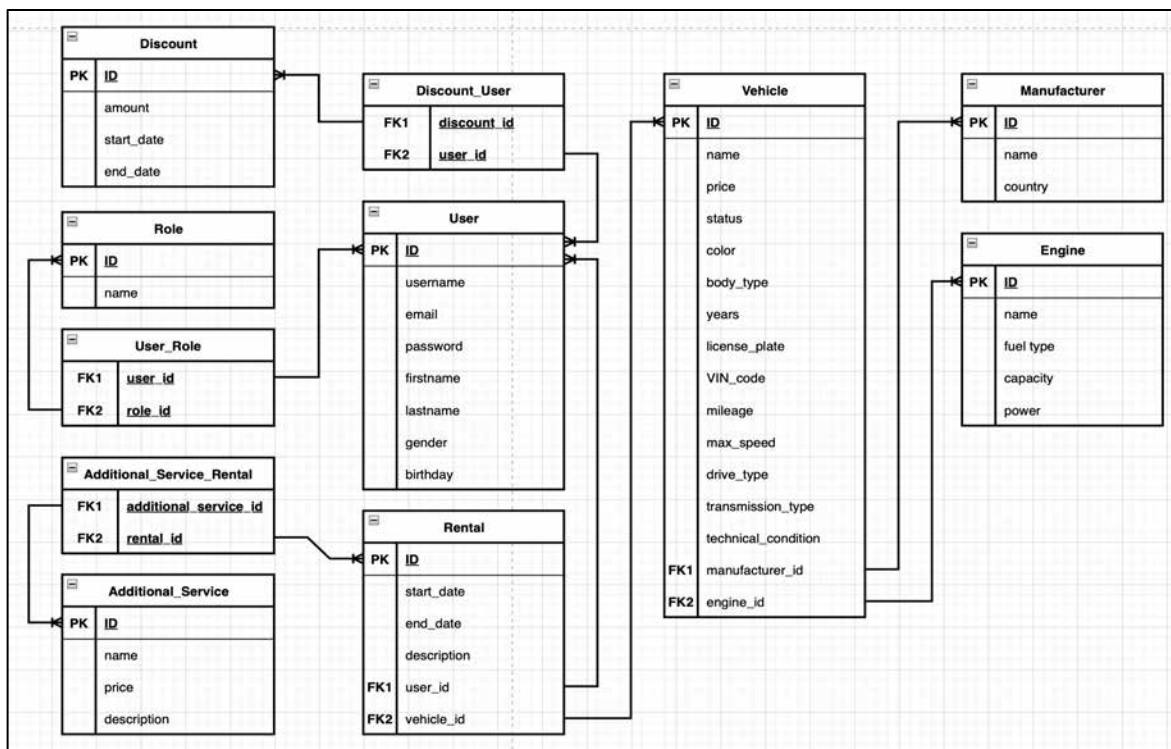 Discount
PK ID
amount
start_date
end_date
Role
PK ID
name
User_Role
FK1 user_id
FK2 role_id
Additional_Service_Rental
FK1 additional_service_id
FK2 rental_id
Additional_Service
PK ID
name
price
description
Discount_User
FK1 discount_id
FK2 user_id
User
PK ID
username
email
password
firstname
lastname
gender
birthday
Rental
PK ID
start_date
end_date
description
FK1 user_id
FK2 vehicle_id
Vehicle
PK ID
name
price
status
color
body_type
years
license_plate
VIN_code
mileage
max_speed
drive_type
transmission_type
technical_condition
FK1 manufacturer_id
FK2 engine_id
Manufacturer
PK ID
name
country
Engine
PK ID
name
fuel type
capacity
power